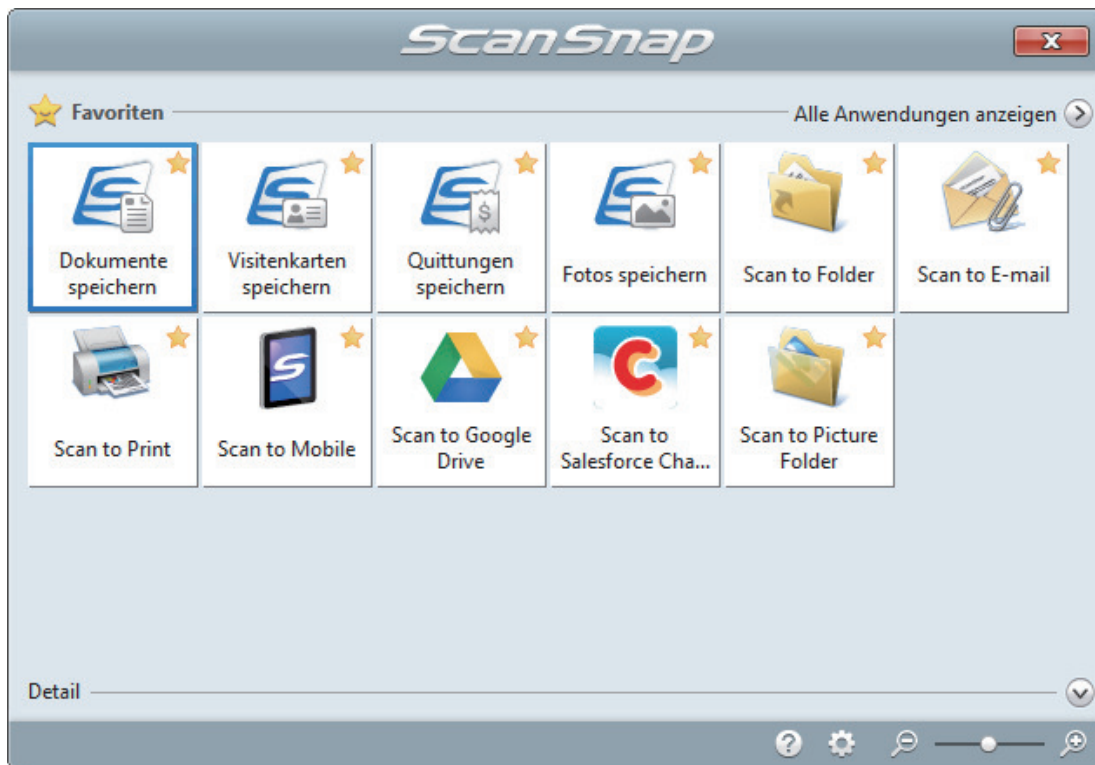 ScanSnap
Favoriten
Alle Anwendungen anzeigen
Dokumente
speichern
Visitenkarten
speichern
Quittungen
speichern
Fotos speichern
Scan to Folder
Scan to E-mail
Scan to Print
Scan to Mobile
Scan to Google
Drive
Scan to
Salesforce Cha...
Scan to Picture
Folder
Detail